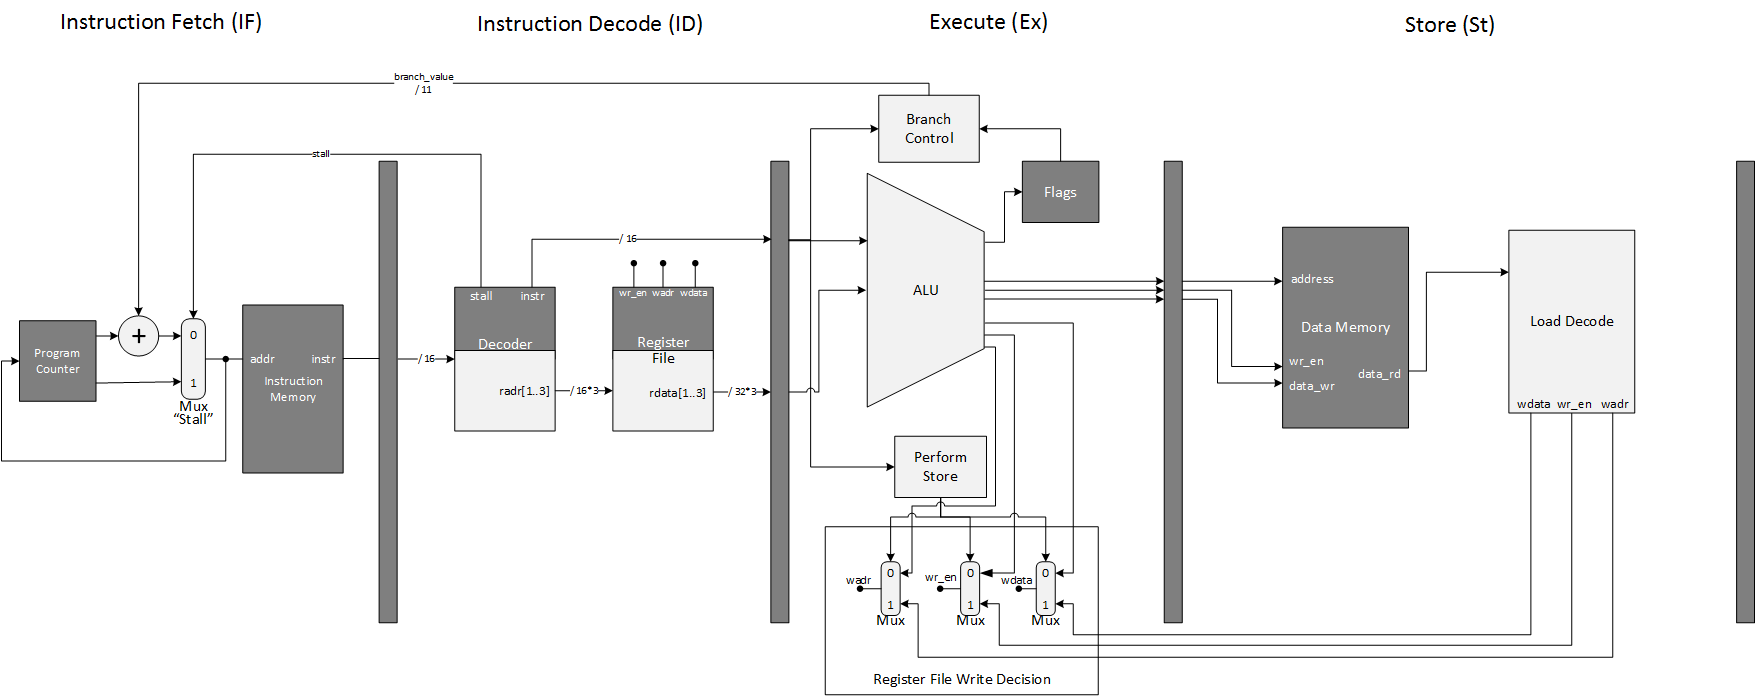 Instruction Fetch (IF)
Instruction Decode (ID)
Execute (Ex)
Store (St)
branch_value
/ 11
stall
Program
Counter
+
0
1
Mux
“Stall”
addr
instr
Instruction
Memory
/ 16
stall
instr
Decoder
radr[1..3]
/ 16*3
/ 16
wr_en
wadr
wdata
Register
File
rdata[1..3]
/ 32*3
Branch
Control
Flags
ALU
Perform
Store
wadr
0
1
Mux
wr_en
0
1
Mux
wdata
0
1
Mux
Register File Write Decision
address
Data Memory
wr_en
data_rd
data_wr
Load Decode
wdata
wr_en
wadr